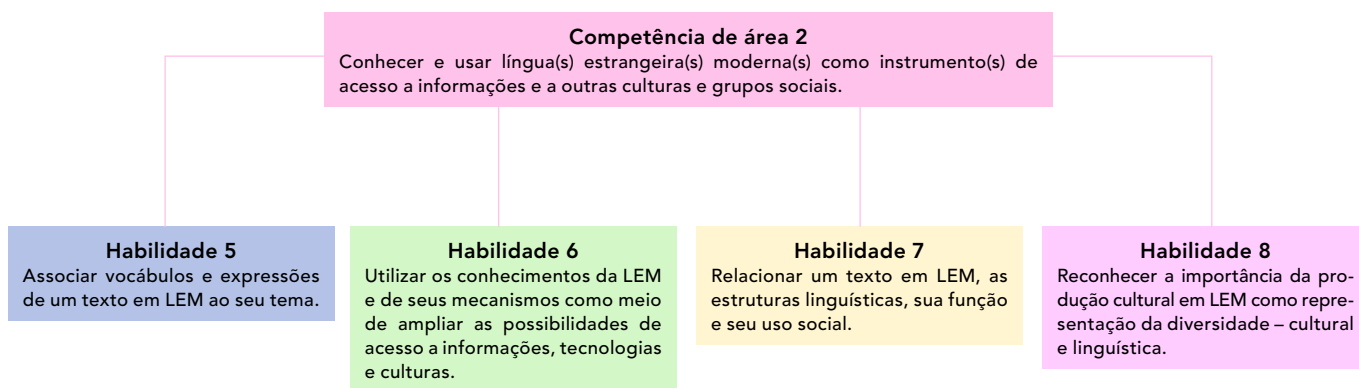 Competência de área 2
Conhecer e usar língua(s) estrangeira(s) moderna(s) como instrumento(s) de
acesso a informações e a outras culturas e grupos sociais.
Habilidade 5
Associar vocábulos e expressões
de um texto em LEM ao seu tema.
Habilidade 6
Utilizar os conhecimentos da LEM
e de seus mecanismos como meio
de ampliar as possibilidades de
acesso a informações, tecnologias
e culturas.
Habilidade 7
Relacionar um texto em LEM, as
estruturas linguísticas, sua função
e seu uso social.
Habilidade 8
Reconhecer a importância da pro-
dução cultural em LEM como repre-
sentação da diversidade – cultural
e linguística.